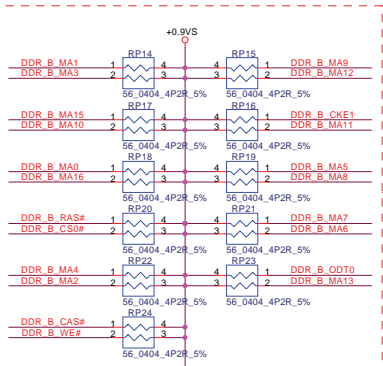 +0.9VS
RP14 RP15
DDR_B_MA1 1 4 4 1 DDR_B_MA9
DDR_B_MA3 2 3 3 2 DDR_B_MA12
56_0404_4P2R_5% 56_0404_4P2R_5%
RP17 RP16
DDR_B_MA15 1 4 4 1 DDR_B_CKE1
DDR_B_MA10 2 3 3 2 DDR_B_MA11
56_0404_4P2R_5% 56_0404_4P2R_5%
RP18 RP19
DDR_B_MA0 1 4 4 1 DDR_B_MA5
DDR_B_MA16 2 3 3 2 DDR_B_MA8
56_0404_4P2R_5% 56_0404_4P2R_5%
RP20 RP21
DDR_B_RAS# 1 4 4 1 DDR_B_MA7
DDR_B_CS0# 2 3 3 2 DDR_B_MA6
56_0404_4P2R_5% 56_0404_4P2R_5%
RP22 RP23
DDR_B_MA4 1 4 4 1 DDR_B_ODT0
DDR_B_MA2 2 3 3 2 DDR_B_MA13
56_0404_4P2R_5% 56_0404_4P2R_5%
RP24
DDR_B_CAS# 1 4
DDR_B_WE# 2 3
56_0404_4P2R_5%